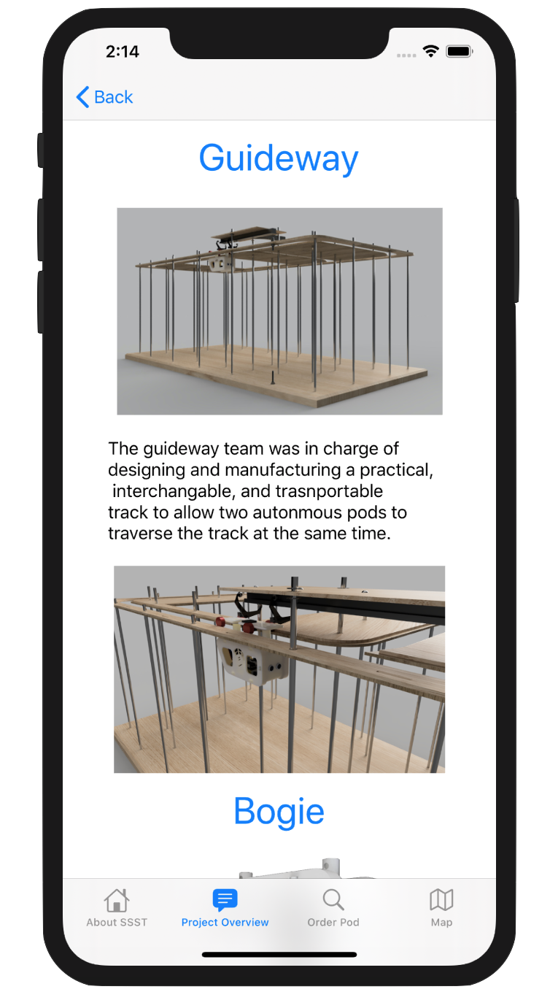 2:14
Back
Guideway
The guideway team was in charge of
designing and manufacturing a practical,
interchangable, and trasnportable
track to allow two autonmous pods to
traverse the track at the same time.
Bogie
About SSST
Project Overview
Order Pod
Map